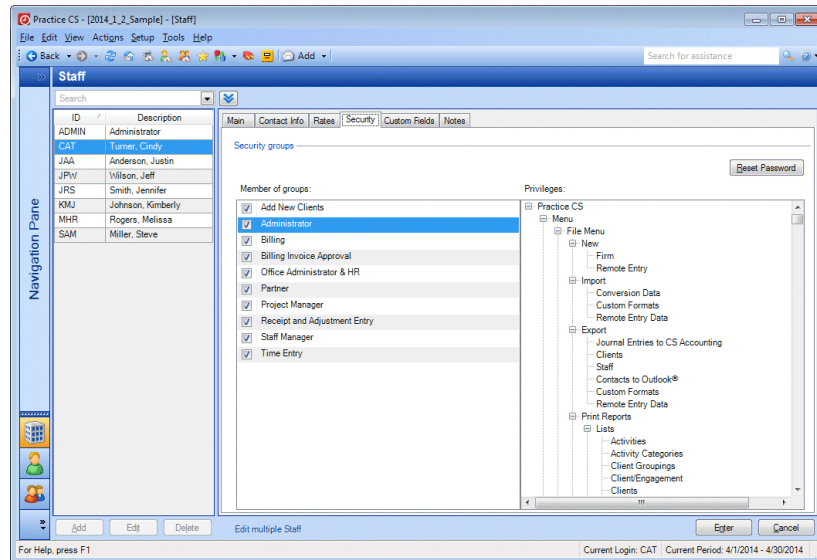 Practice CS - [2014_1_2_Sample] - [Staff]
File Edit View Actions Setup Tools Help
Back Add Search for assistance
Staff
Search
ID Description
ADMIN Administrator
CAT Turner, Cindy
JAA Anderson, Justin
JPW Wilson, Jeff
JRS Smith, Jennifer
KMJ Johnson, Kimberly
MHR Rogers, Melissa
SAM Miller, Steve
Navigation Pane
Main Contact Info Rates Security Custom Fields Notes
Security groups
Reset Password
Member of groups:
Add New Clients
Administrator
Billing
Billing Invoice Approval
Office Administrator & HR
Partner
Project Manager
Receipt and Adjustment Entry
Staff Manager
Time Entry
Privileges:
Practice CS
Menu
File Menu
New
Firm
Remote Entry
Import
Conversion Data
Custom Formats
Remote Entry Data
Export
Journal Entries to CS Accounting
Clients
Staff
Contacts to Outlook®
Custom Formats
Remote Entry Data
Print Reports
Lists
Activities
Activity Categories
Client Groupings
Client/Engagement
Clients
Add Edit Delete Edit multiple Staff Enter Cancel
For Help, press F1 Current Login: CAT Current Period: 4/1/2014 - 4/30/2014